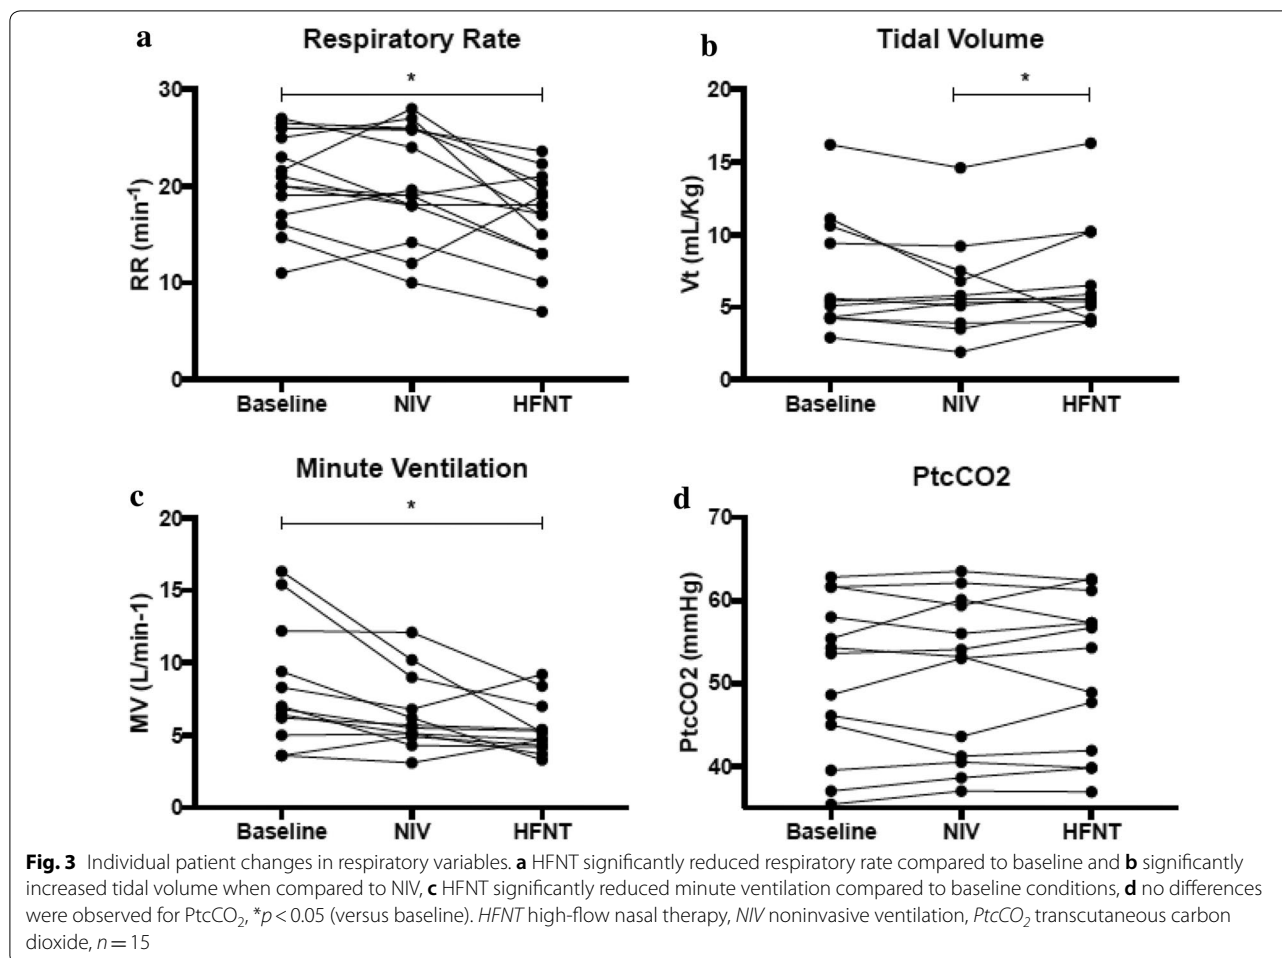 a Respiratory Rate
*
30
20
10
0
RR (min⁻¹)
Baseline NIV HFNT
b Tidal Volume
*
20
15
10
5
0
Vt (mL/Kg)
Baseline NIV HFNT
c Minute Ventilation
*
20
15
10
5
0
MV (L/min-1)
Baseline NIV HFNT
d PtcCO2
70
60
50
40
PtcCO2 (mmHg)
Baseline NIV HFNT
Fig. 3 Individual patient changes in respiratory variables. a HFNT significantly reduced respiratory rate compared to baseline and b significantly
increased tidal volume when compared to NIV, c HFNT significantly reduced minute ventilation compared to baseline conditions, d no differences
were observed for PtcCO₂, *p < 0.05 (versus baseline). HFNT high-flow nasal therapy, NIV noninvasive ventilation, PtcCO₂ transcutaneous carbon
dioxide, n = 15